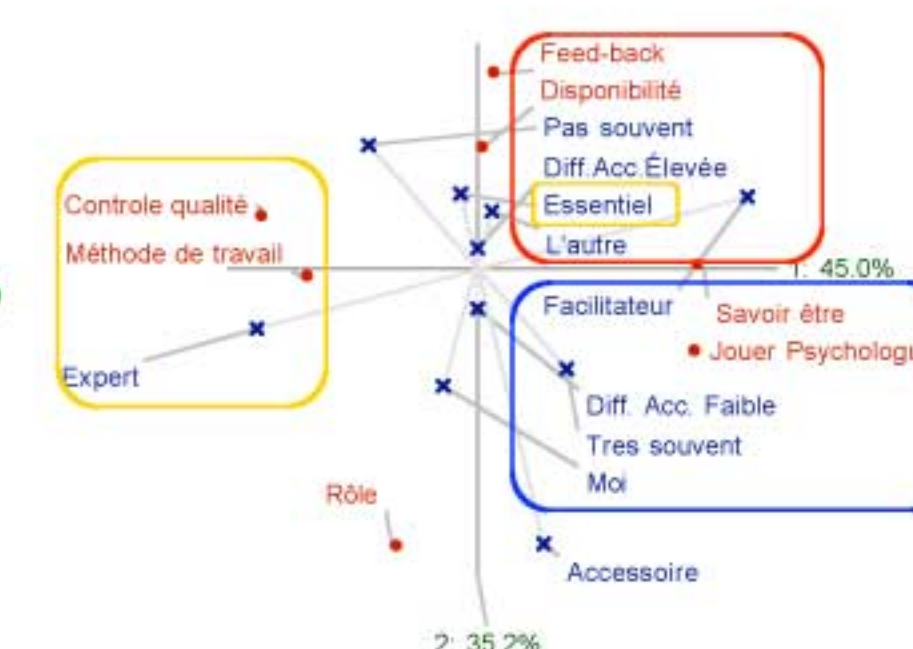 Feed-back
Disponibilité
Pas souvent
Diff.Acc.Élevée
Controle qualité
Essentiel
L'autre
Méthode de travail
1: 45.0%
Facilitateur
Savoir être
Jouer Psychologu
Expert
Diff. Acc. Faible
Tres souvent
Moi
Rôle
Accessoire
2: 35.2%